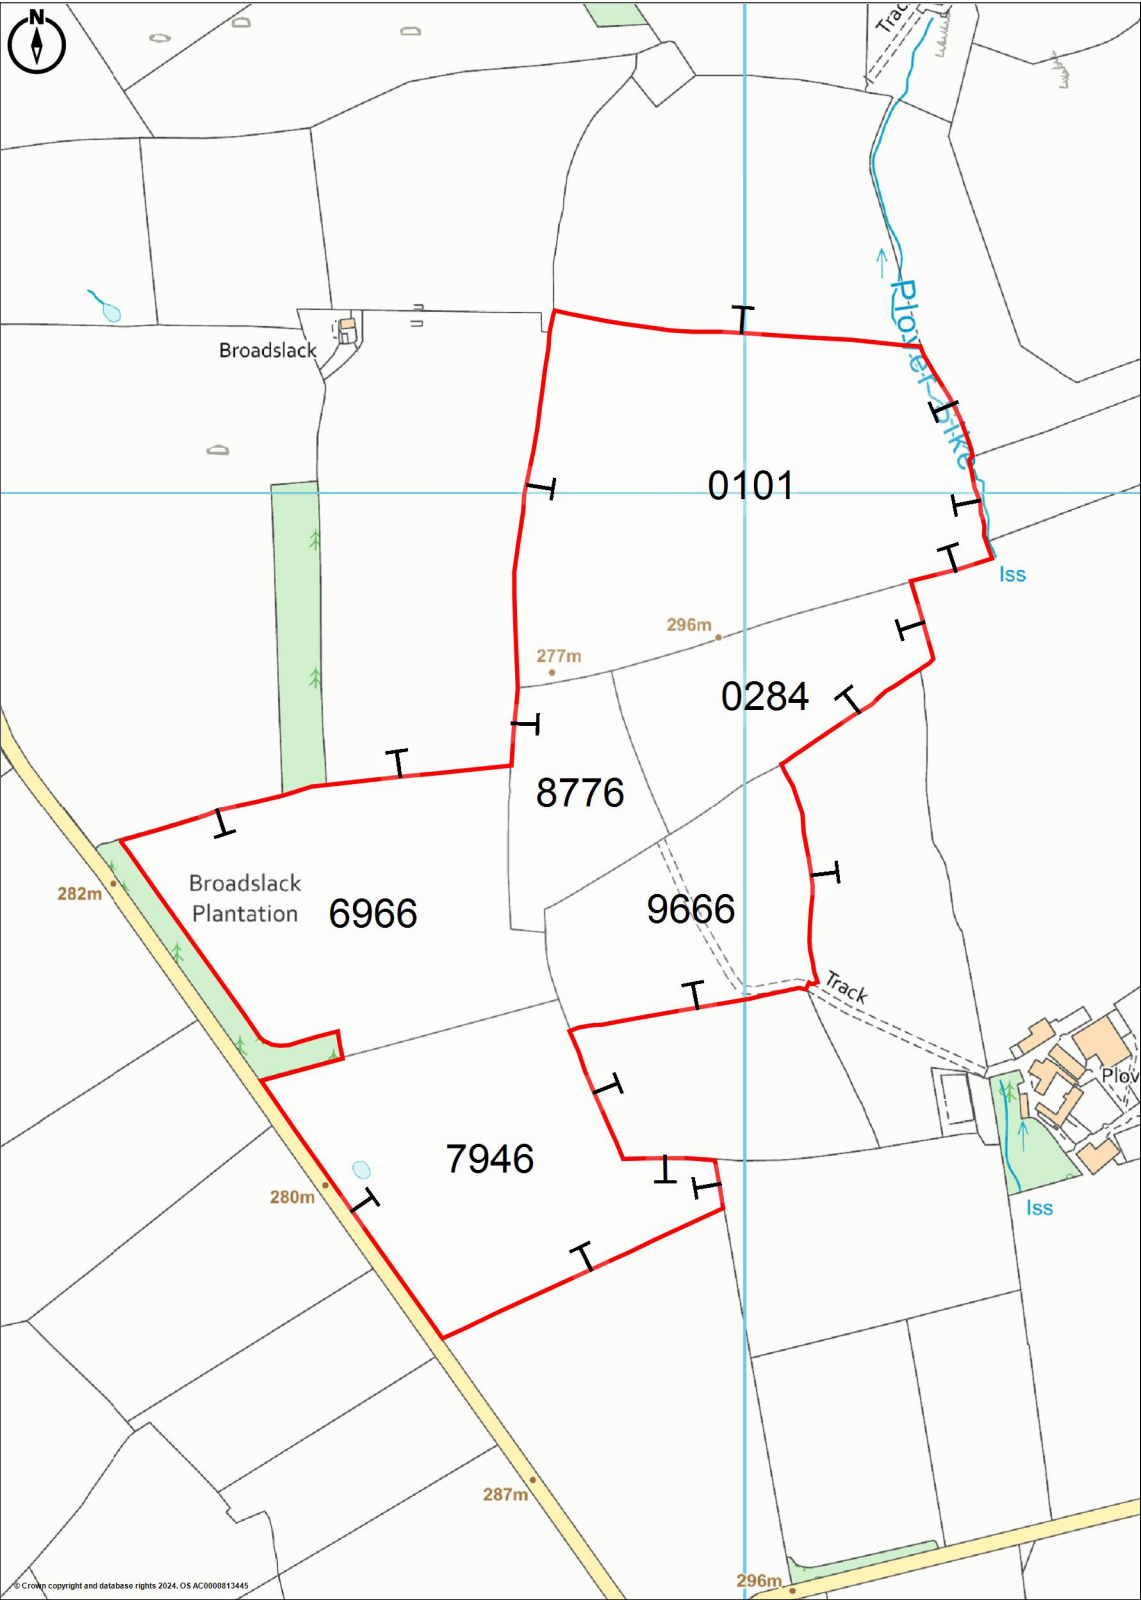 N
Track
Plover Sike
Broadslack
0101
Iss
296m
277m
0284
8776
Broadslack
Plantation
282m
6966
9666
Track
Plov
7946
280m
Iss
287m
296m
© Crown copyright and database rights 2024. OS AC0000813445